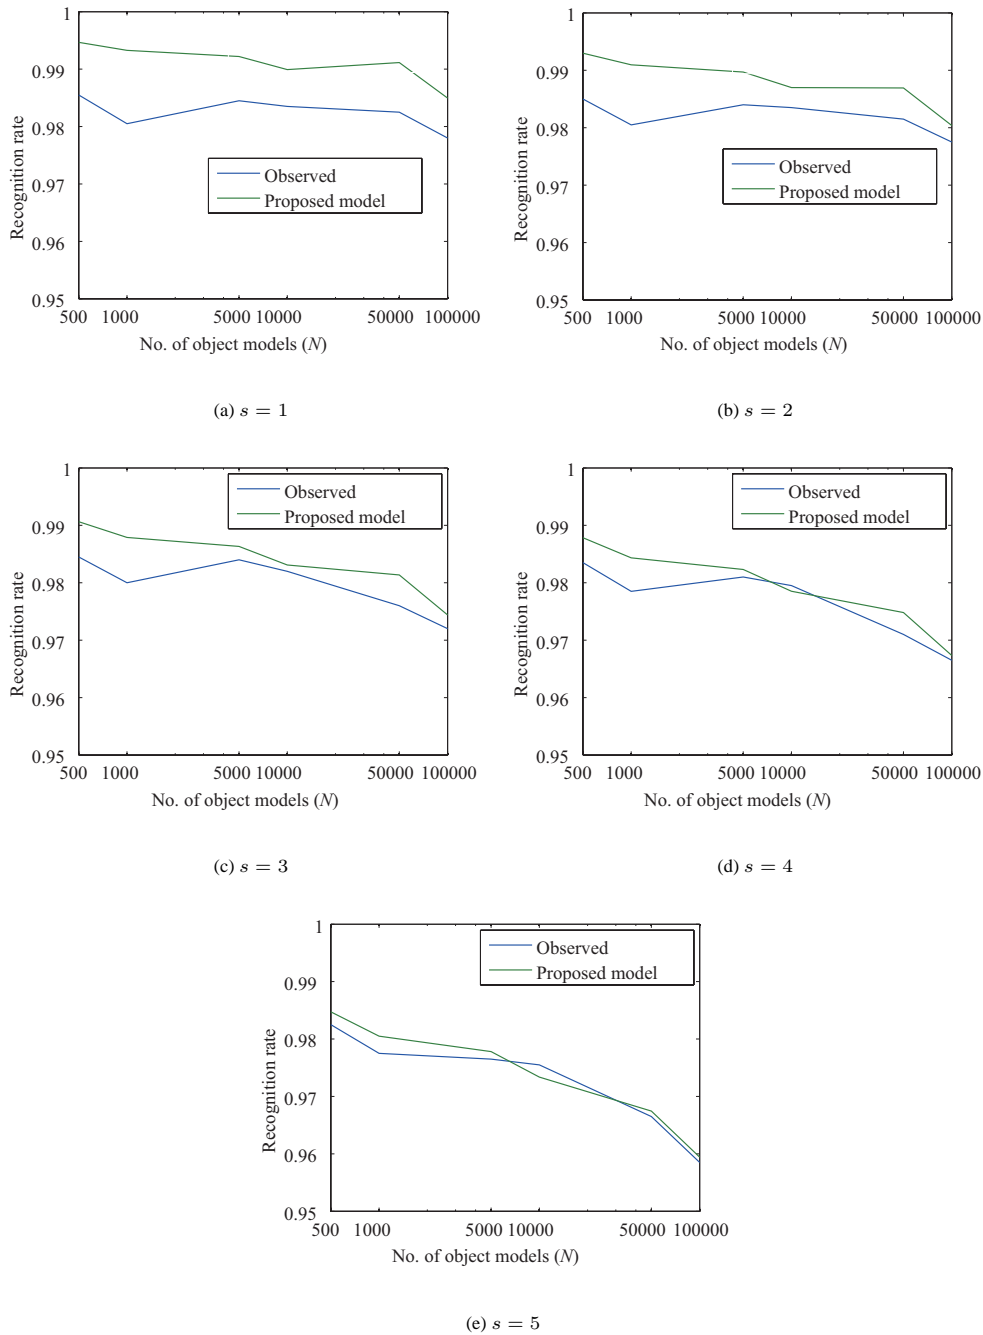 1
0.99
0.98
0.97
0.96
0.95
Recognition rate
Observed
Proposed model
500 1000 5000 10000 50000 100000
No. of object models (N)
(a) s = 1
1
0.99
0.98
0.97
0.96
0.95
Recognition rate
Observed
Proposed model
500 1000 5000 10000 50000 100000
No. of object models (N)
(b) s = 2
1
0.99
0.98
0.97
0.96
0.95
Recognition rate
Observed
Proposed model
500 1000 5000 10000 50000 100000
No. of object models (N)
(c) s = 3
1
0.99
0.98
0.97
0.96
0.95
Recognition rate
Observed
Proposed model
500 1000 5000 10000 50000 100000
No. of object models (N)
(d) s = 4
1
0.99
0.98
0.97
0.96
0.95
Recognition rate
Observed
Proposed model
500 1000 5000 10000 50000 100000
No. of object models (N)
(e) s = 5